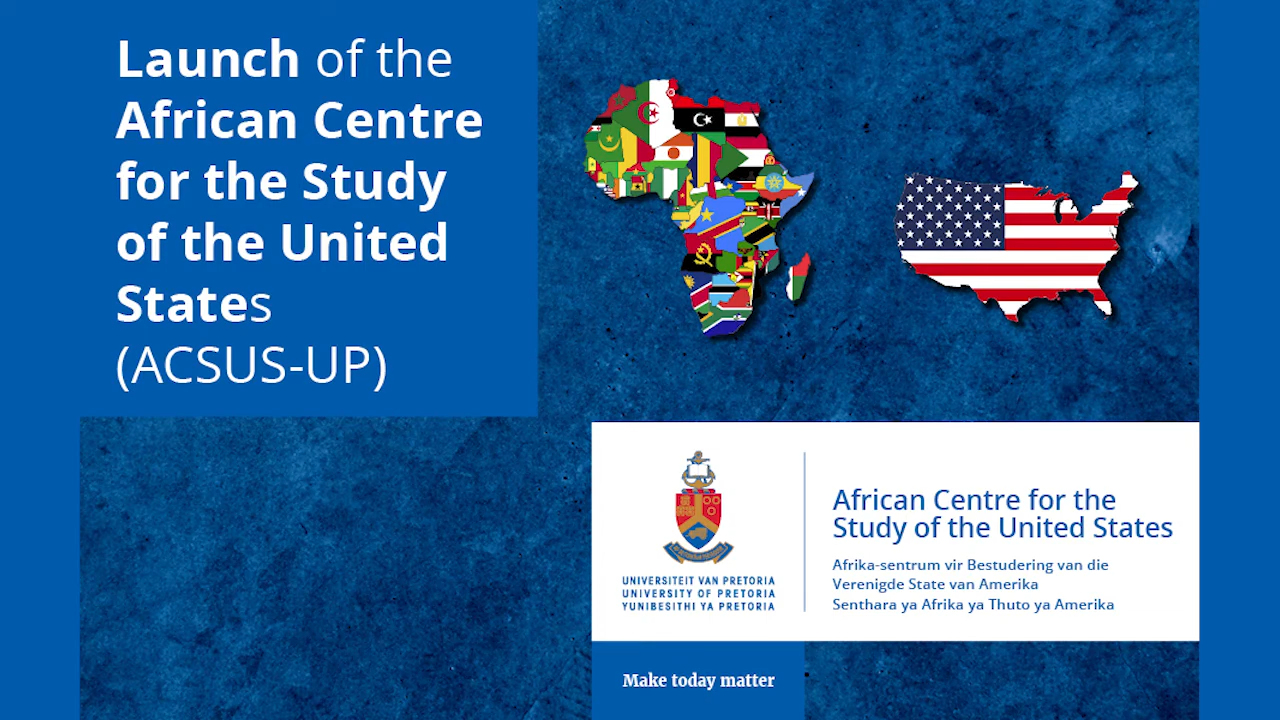 Launch of the
African Centre
for the Study
of the United
States
(ACSUS-UP)
UNIVERSITEIT VAN PRETORIA
UNIVERSITY OF PRETORIA
YUNIBESITHI YA PRETORIA
African Centre for the
Study of the United States
Afrika-sentrum vir Bestudering van die
Verenigde State van Amerika
Senthara ya Afrika ya Thuto ya Amerika
Make today matter